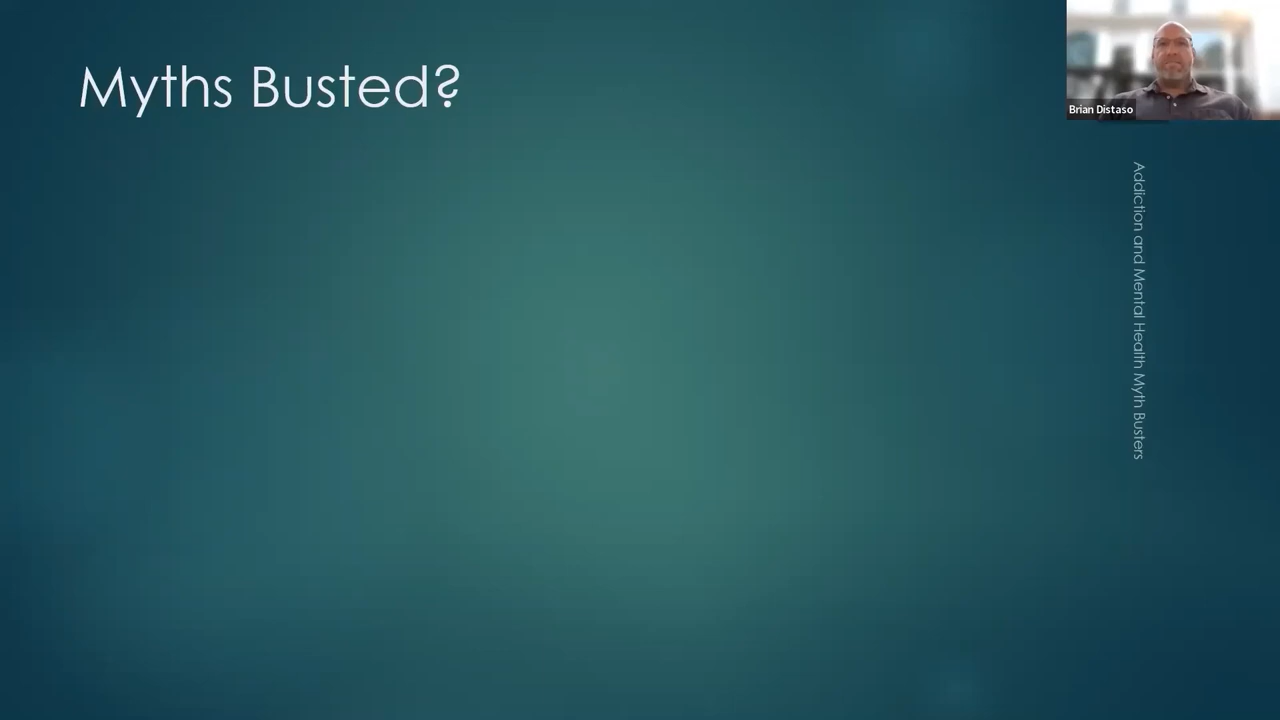 Myths Busted?
Brian Distaso
Addiction and Mental Health Myth Busters